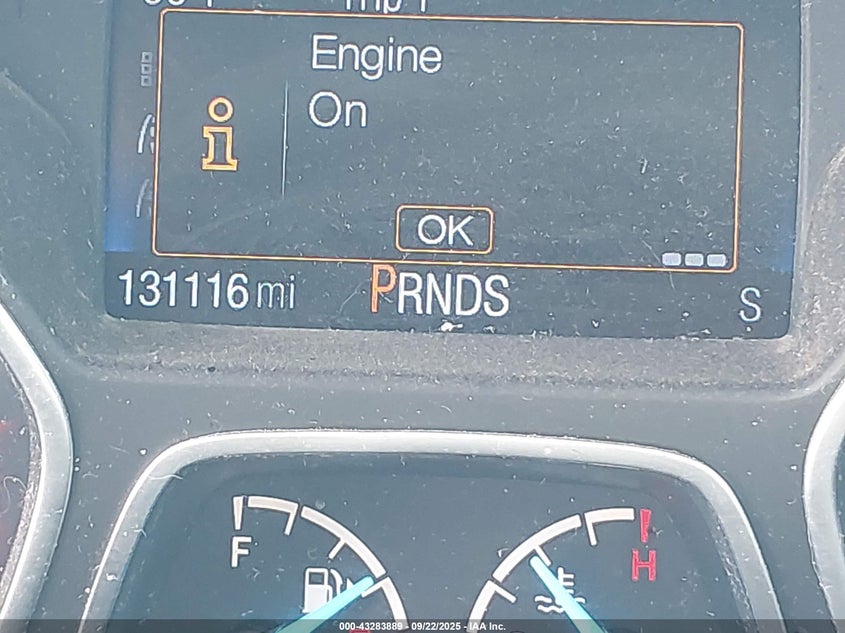 Engine
On
OK
131116 mi PRNDS S
F H
000-43283889 - 09/22/2025 - IAA Inc.